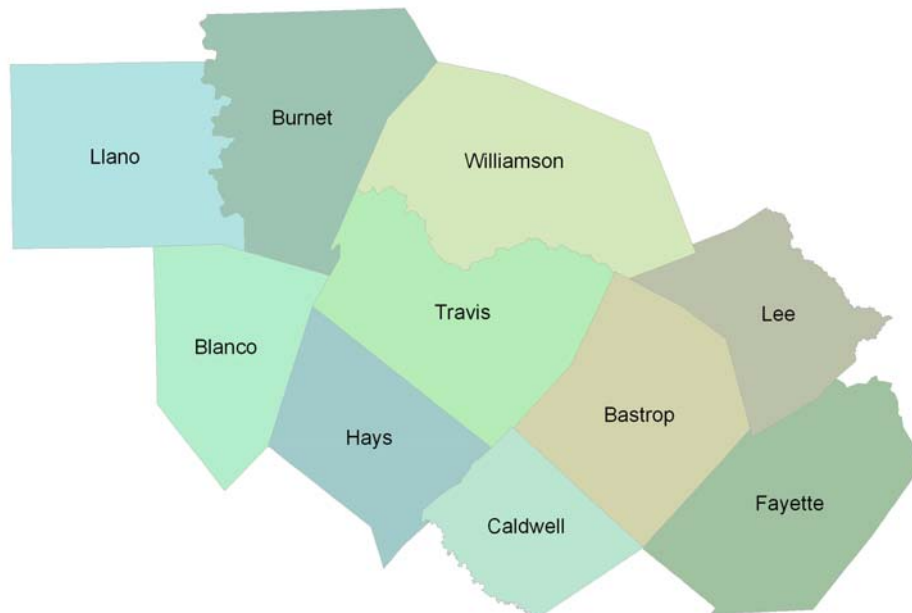 Burnet
Llano
Williamson
Travis
Lee
Blanco
Bastrop
Hays
Fayette
Caldwell